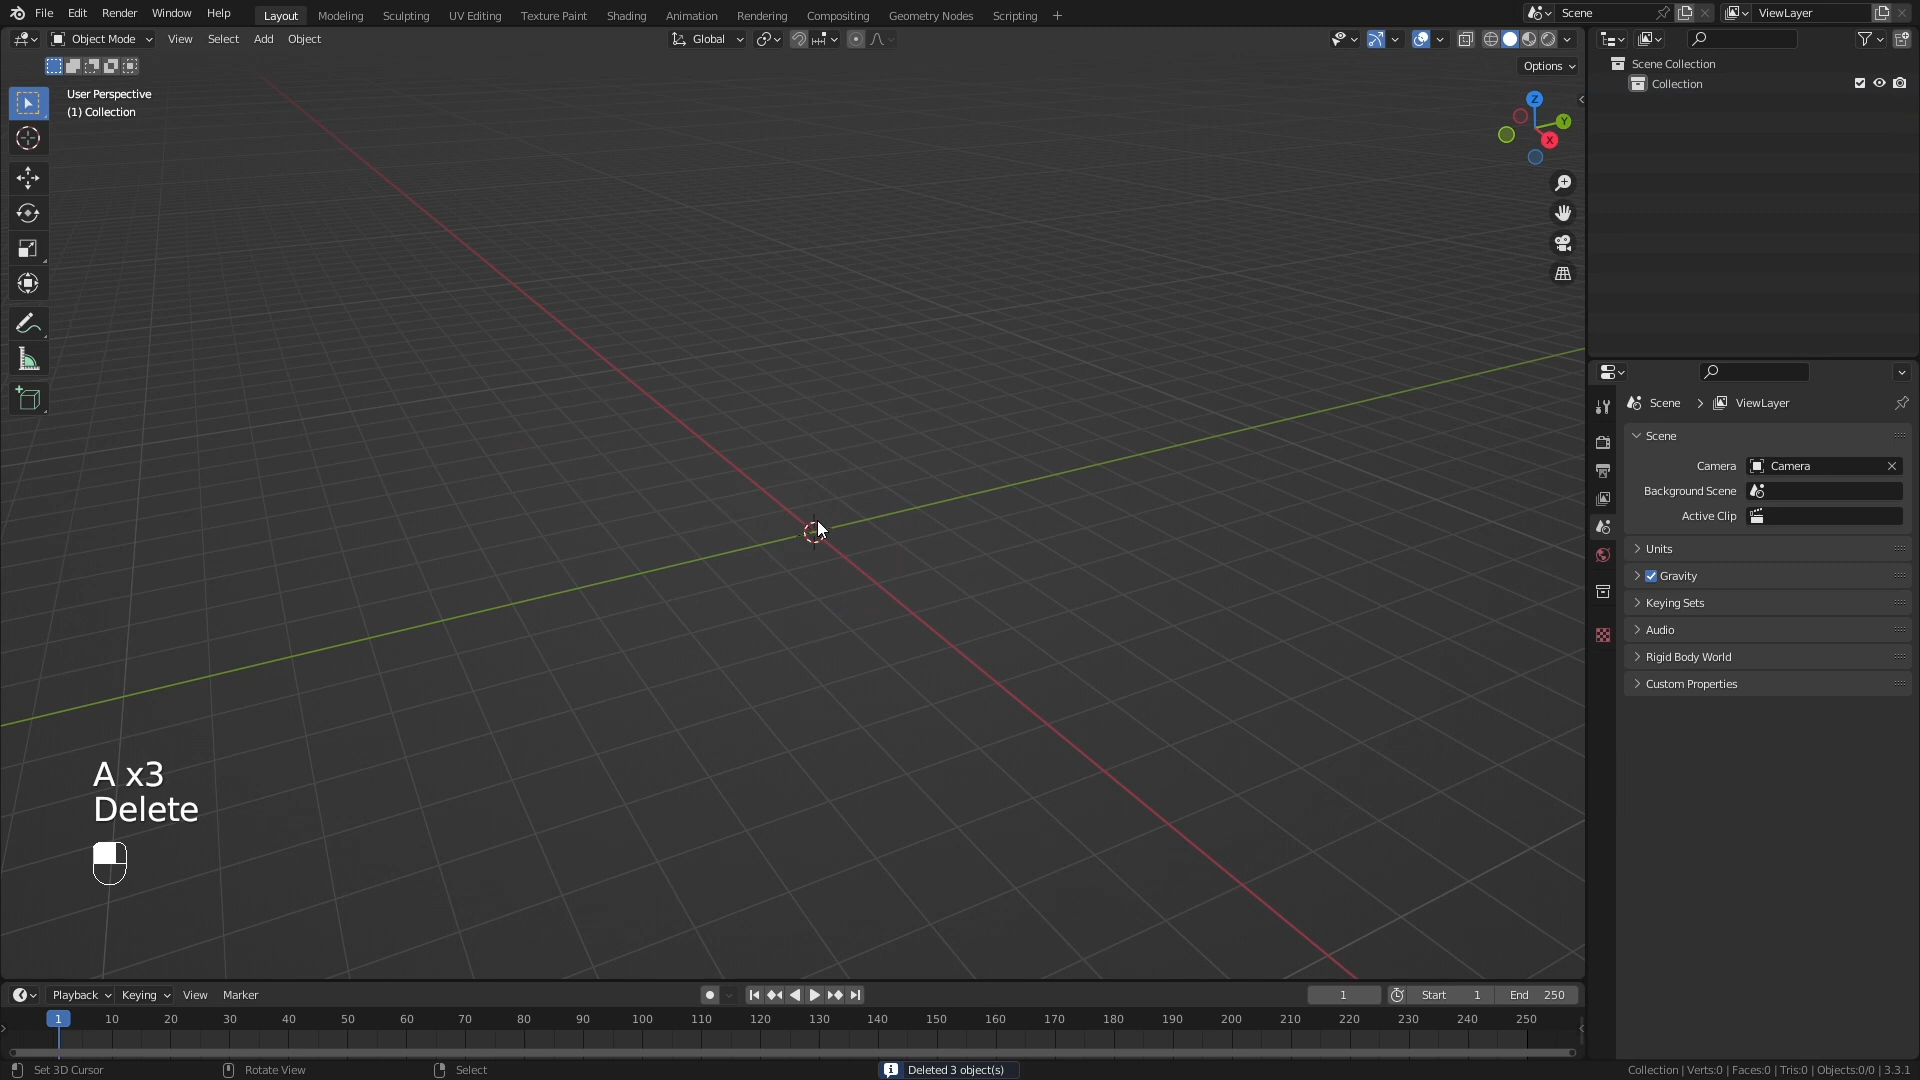 File Edit Render Window Help Layout Modeling Sculpting UV Editing Texture Paint Shading Animation Rendering Compositing Geometry Nodes Scripting + Scene ViewLayer
Object Mode View Select Add Object Global
Options
User Perspective
(1) Collection
Z
Y
X
Scene Collection
Collection
Scene > ViewLayer
Scene
Camera Camera
Background Scene
Active Clip
Units
Gravity
Keying Sets
Audio
Rigid Body World
Custom Properties
A x3
Delete
Playback Keying View Marker 1 Start 1 End 250
1 10 20 30 40 50 60 70 80 90 100 110 120 130 140 150 160 170 180 190 200 210 220 230 240 250
Set 3D Cursor Rotate View Select Deleted 3 object(s) Collection | Verts:0 | Faces:0 | Tris:0 | Objects:0/0 | 3.3.1